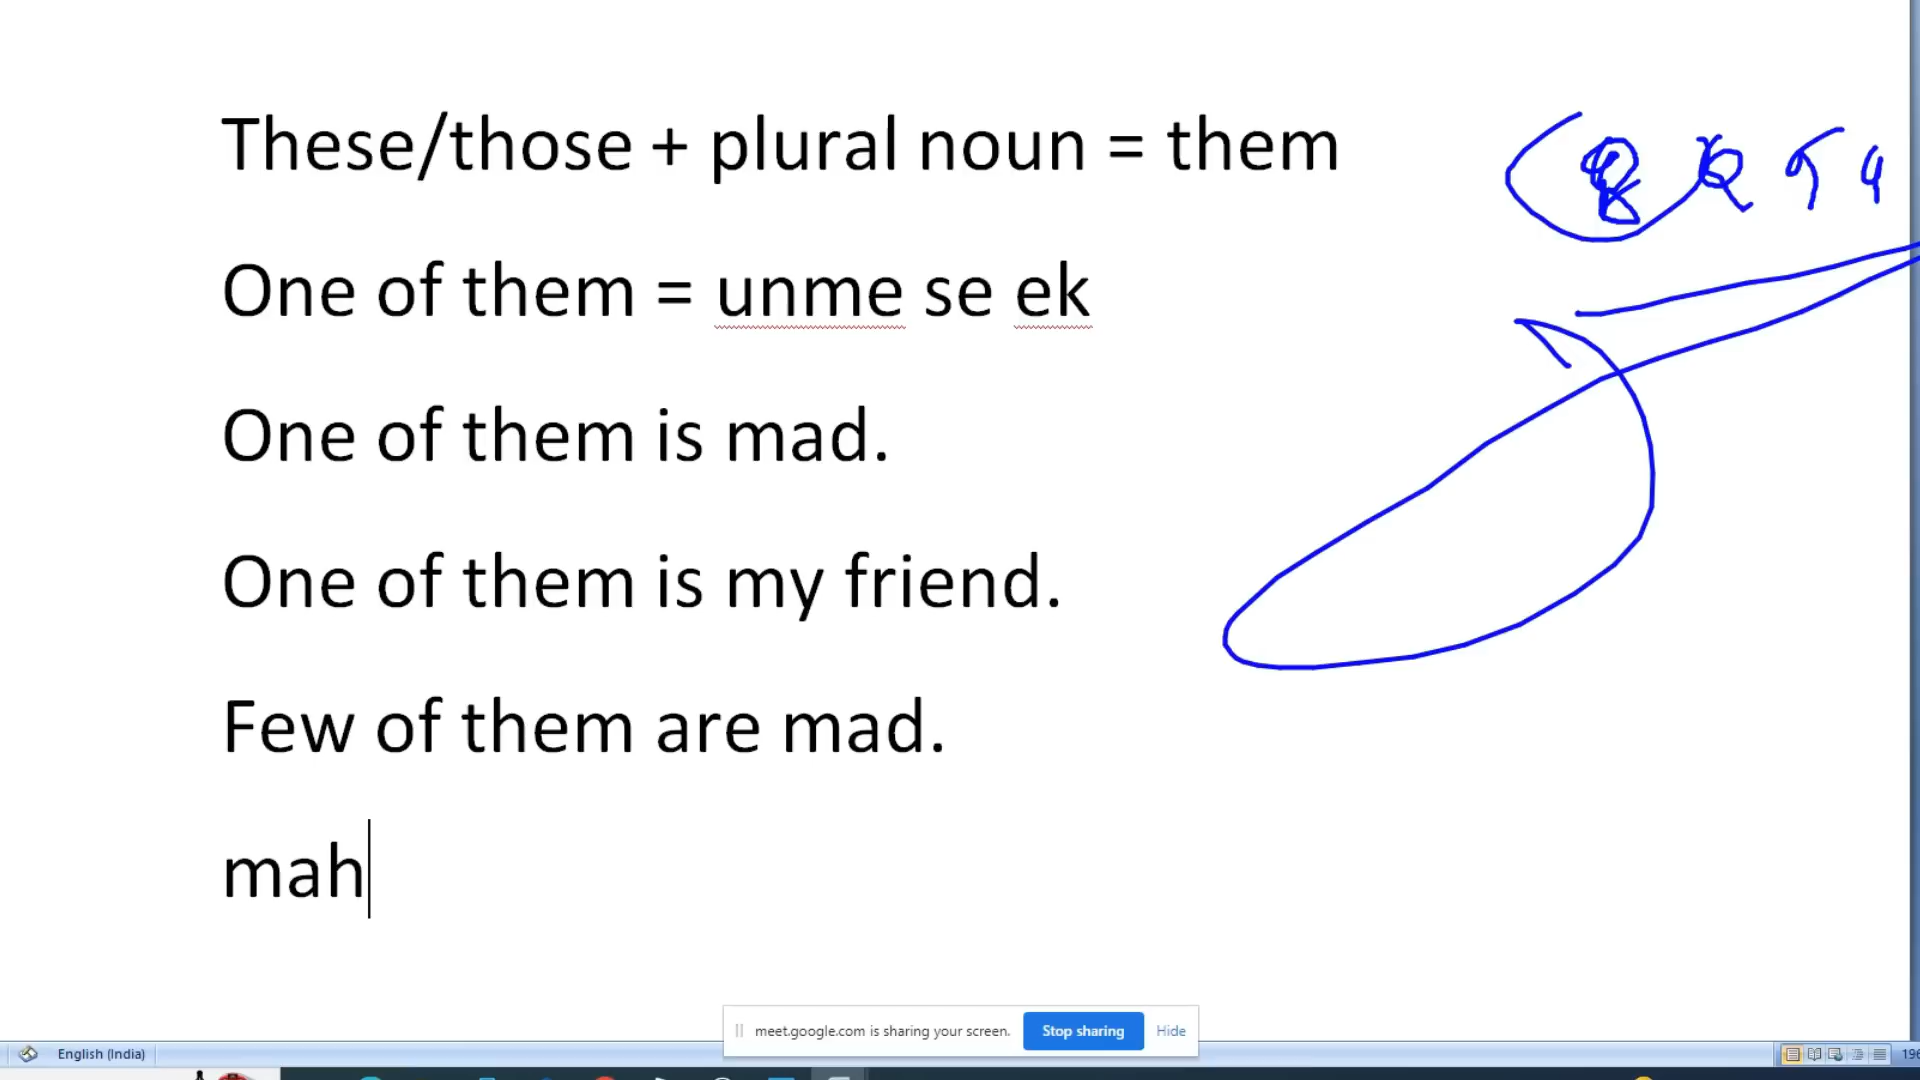 These/those + plural noun = them
One of them = unme se ek
One of them is mad.
One of them is my friend.
Few of them are mad.
mah
meet.google.com is sharing your screen. Stop sharing Hide
English (India)